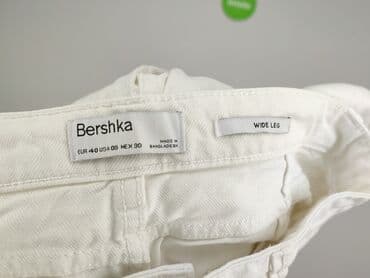 Bershka
EUR 40 USA 08 MEX 30
MADE IN
BANGLADESH
WIDE LEG